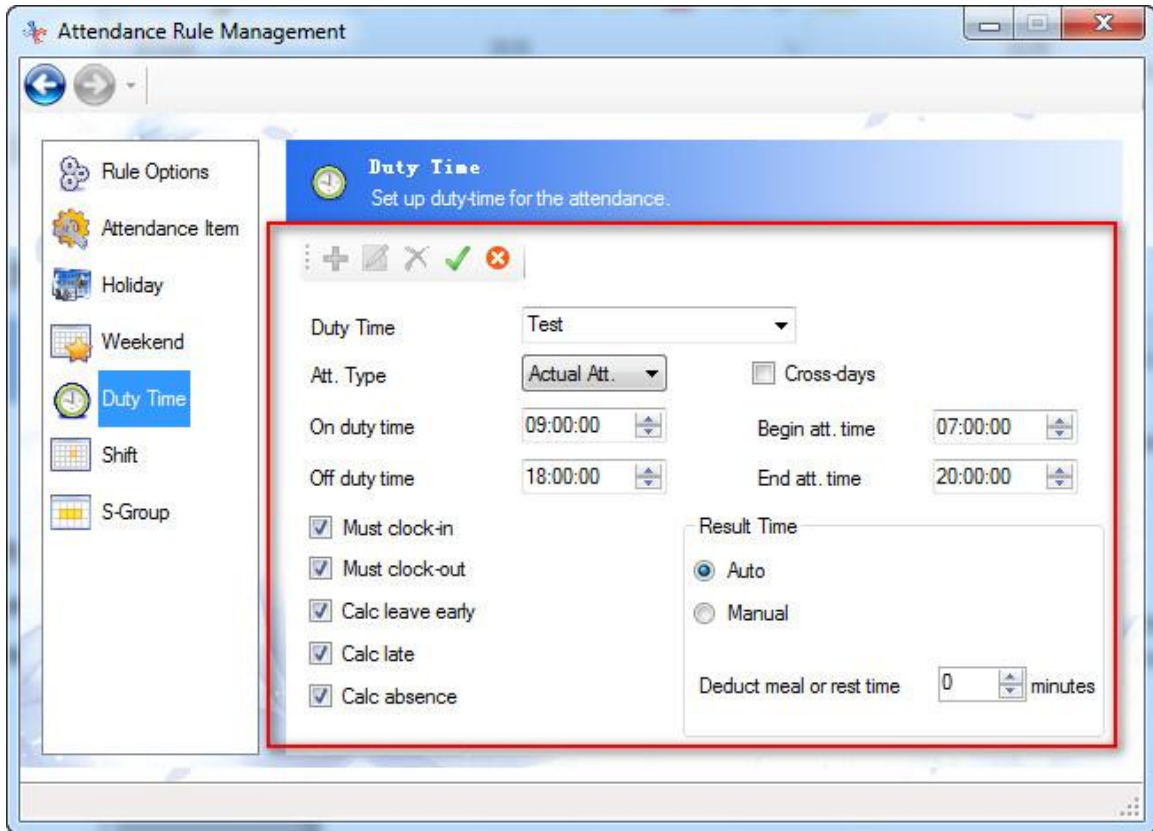 Attendance Rule Management
Rule Options
Attendance Item
Holiday
Weekend
Duty Time
Shift
S-Group
Duty Time
Set up duty-time for the attendance.
Duty Time Test
Att. Type Actual Att. Cross-days
On duty time 09:00:00 Begin att. time 07:00:00
Off duty time 18:00:00 End att. time 20:00:00
Must clock-in
Must clock-out
Calc leave early
Calc late
Calc absence
Result Time
Auto
Manual
Deduct meal or rest time 0 minutes